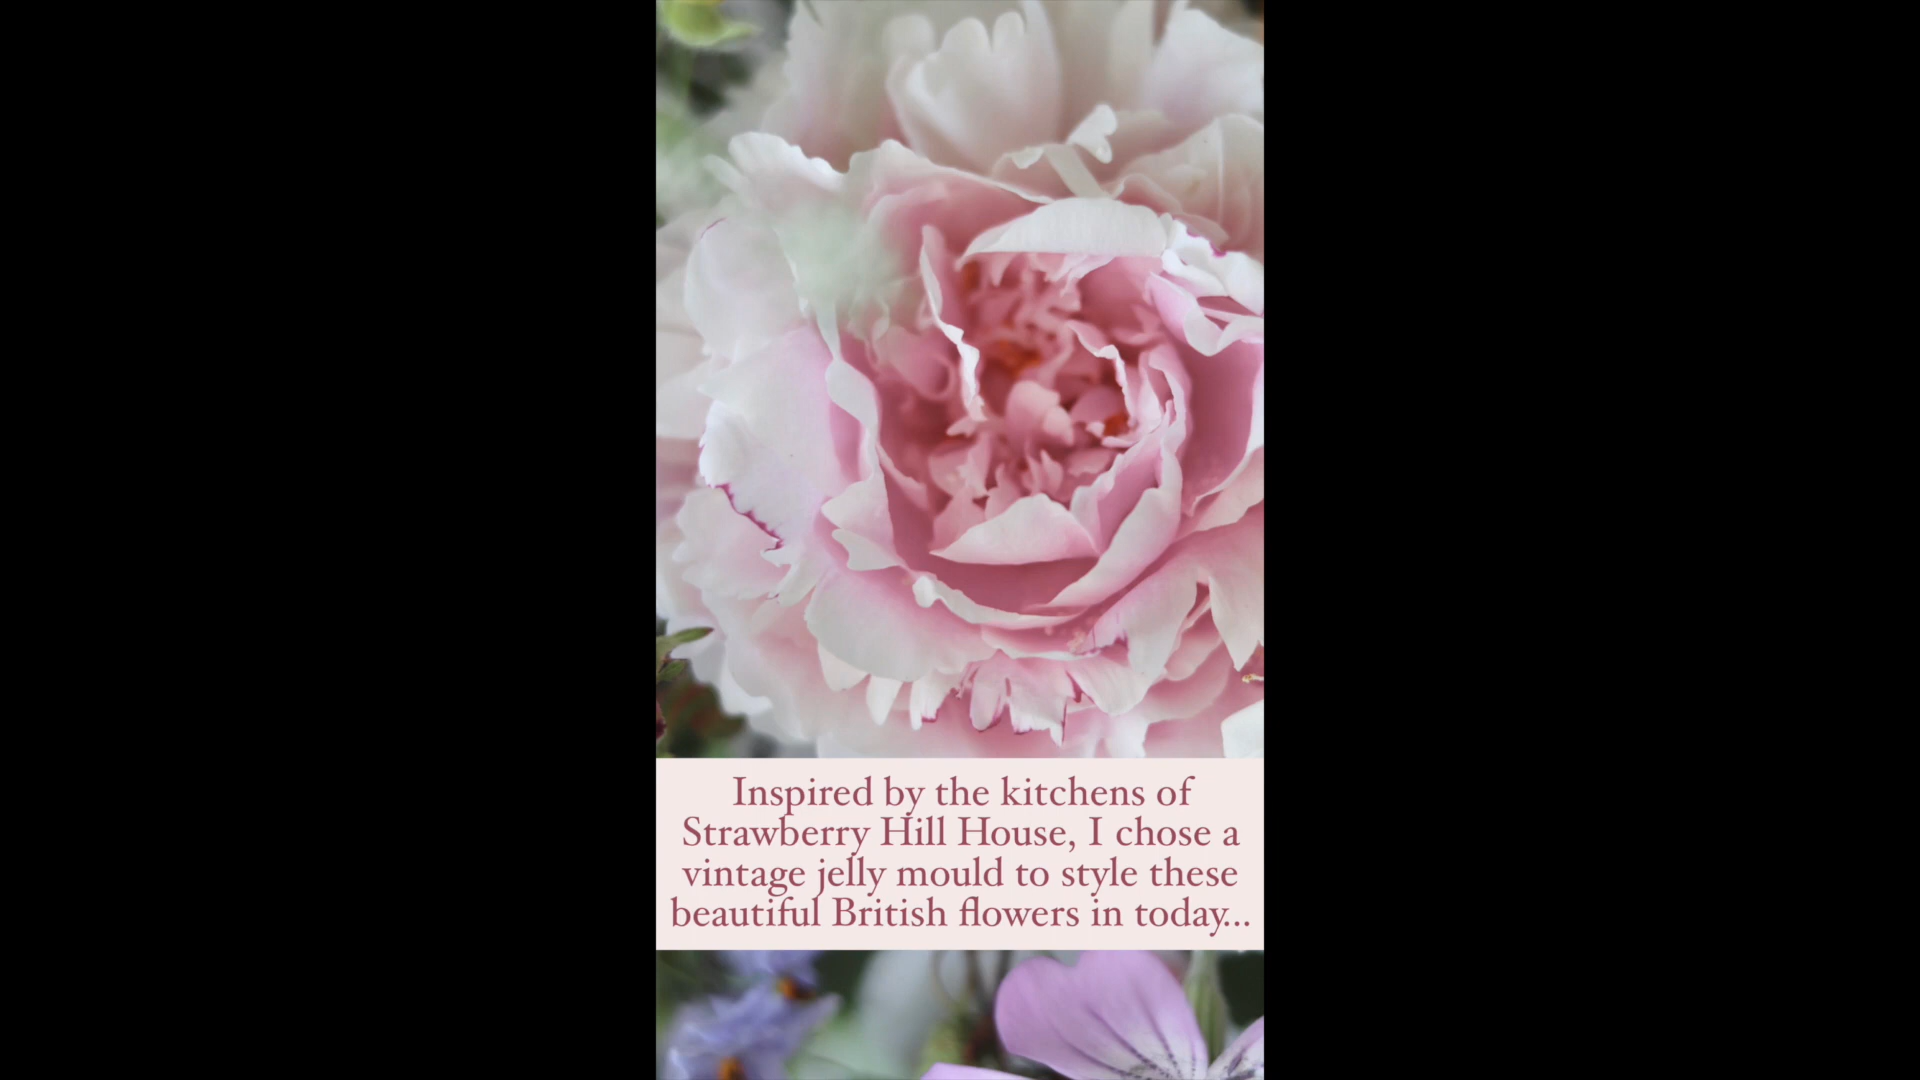 Inspired by the kitchens of
Strawberry Hill House, I chose a
vintage jelly mould to style these
beautiful British flowers in today...